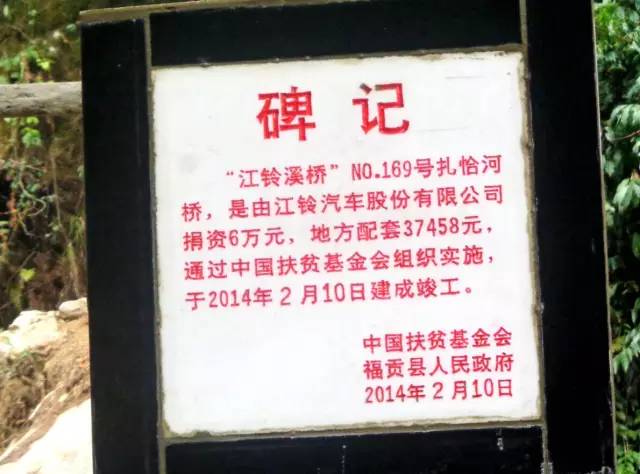 碑记
“江铃溪桥”NO.169号扎恰河
桥，是由江铃汽车股份有限公司
捐资6万元，地方配套37458元，
通过中国扶贫基金会组织实施，
于2014年2月10日建成竣工。
中国扶贫基金会
福贡县人民政府
2014年2月10日